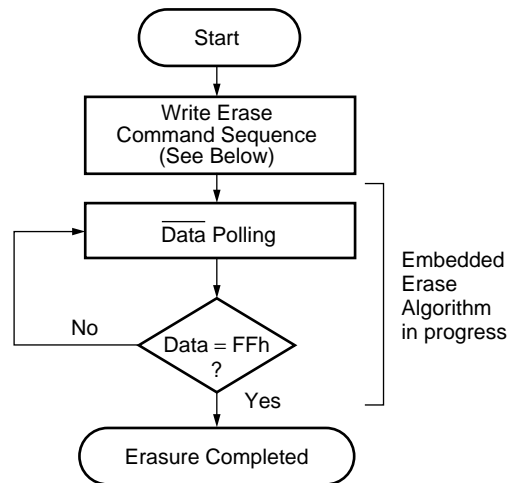 Start
Write Erase
Command Sequence
(See Below)
Data Polling
Embedded
Erase
Algorithm
in progress
No
Data = FFh
?
Yes
Erasure Completed